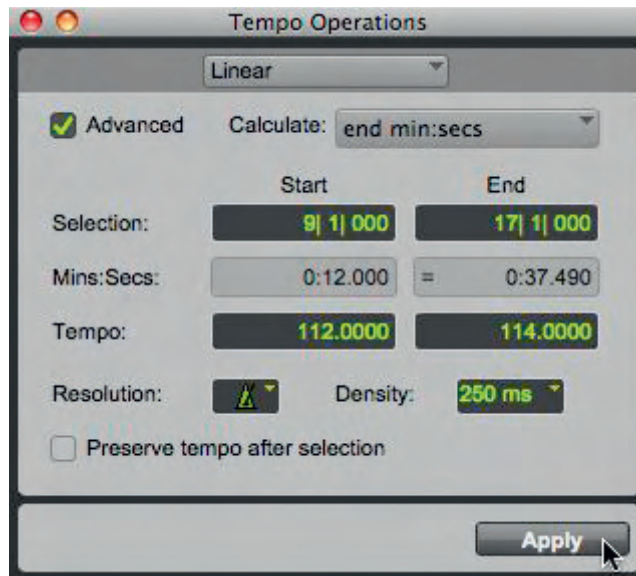 Tempo Operations
Linear
Advanced Calculate: end min:secs
Start End
Selection: 9| 1| 000 17| 1| 000
Mins:Secs: 0:12.000 = 0:37.490
Tempo: 112.0000 114.0000
Resolution: Density: 250 ms
Preserve tempo after selection
Apply